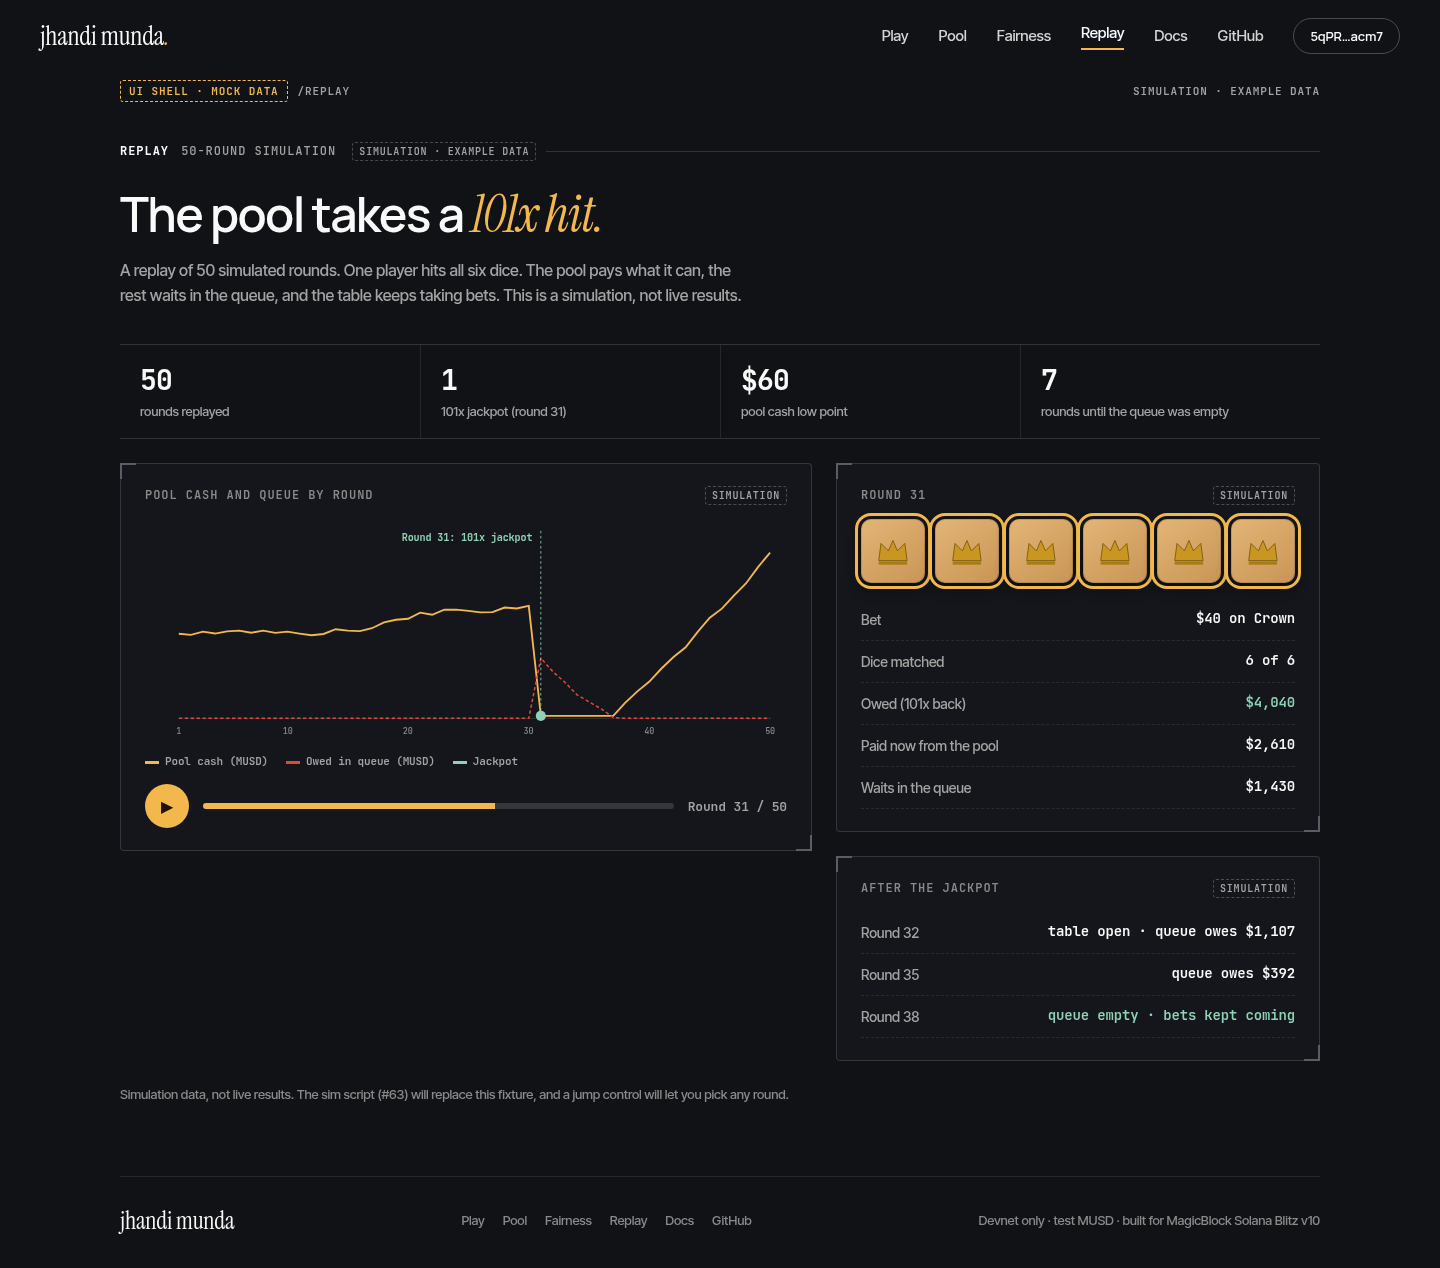 jhandi munda.
Play Pool Fairness Replay Docs GitHub 5qPR…acm7
UI SHELL · MOCK DATA /REPLAY
SIMULATION · EXAMPLE DATA
REPLAY 50-ROUND SIMULATION SIMULATION · EXAMPLE DATA
The pool takes a 101x hit.
A replay of 50 simulated rounds. One player hits all six dice. The pool pays what it can, the
rest waits in the queue, and the table keeps taking bets. This is a simulation, not live results.
50
rounds replayed
1
101x jackpot (round 31)
$60
pool cash low point
7
rounds until the queue was empty
POOL CASH AND QUEUE BY ROUND SIMULATION
Round 31: 101x jackpot
1 10 20 30 40 50
Pool cash (MUSD) Owed in queue (MUSD) Jackpot
Round 31 / 50
ROUND 31 SIMULATION
Bet $40 on Crown
Dice matched 6 of 6
Owed (101x back) $4,040
Paid now from the pool $2,610
Waits in the queue $1,430
AFTER THE JACKPOT SIMULATION
Round 32 table open · queue owes $1,107
Round 35 queue owes $392
Round 38 queue empty · bets kept coming
Simulation data, not live results. The sim script (#63) will replace this fixture, and a jump control will let you pick any round.
jhandi munda
Play Pool Fairness Replay Docs GitHub
Devnet only · test MUSD · built for MagicBlock Solana Blitz v10